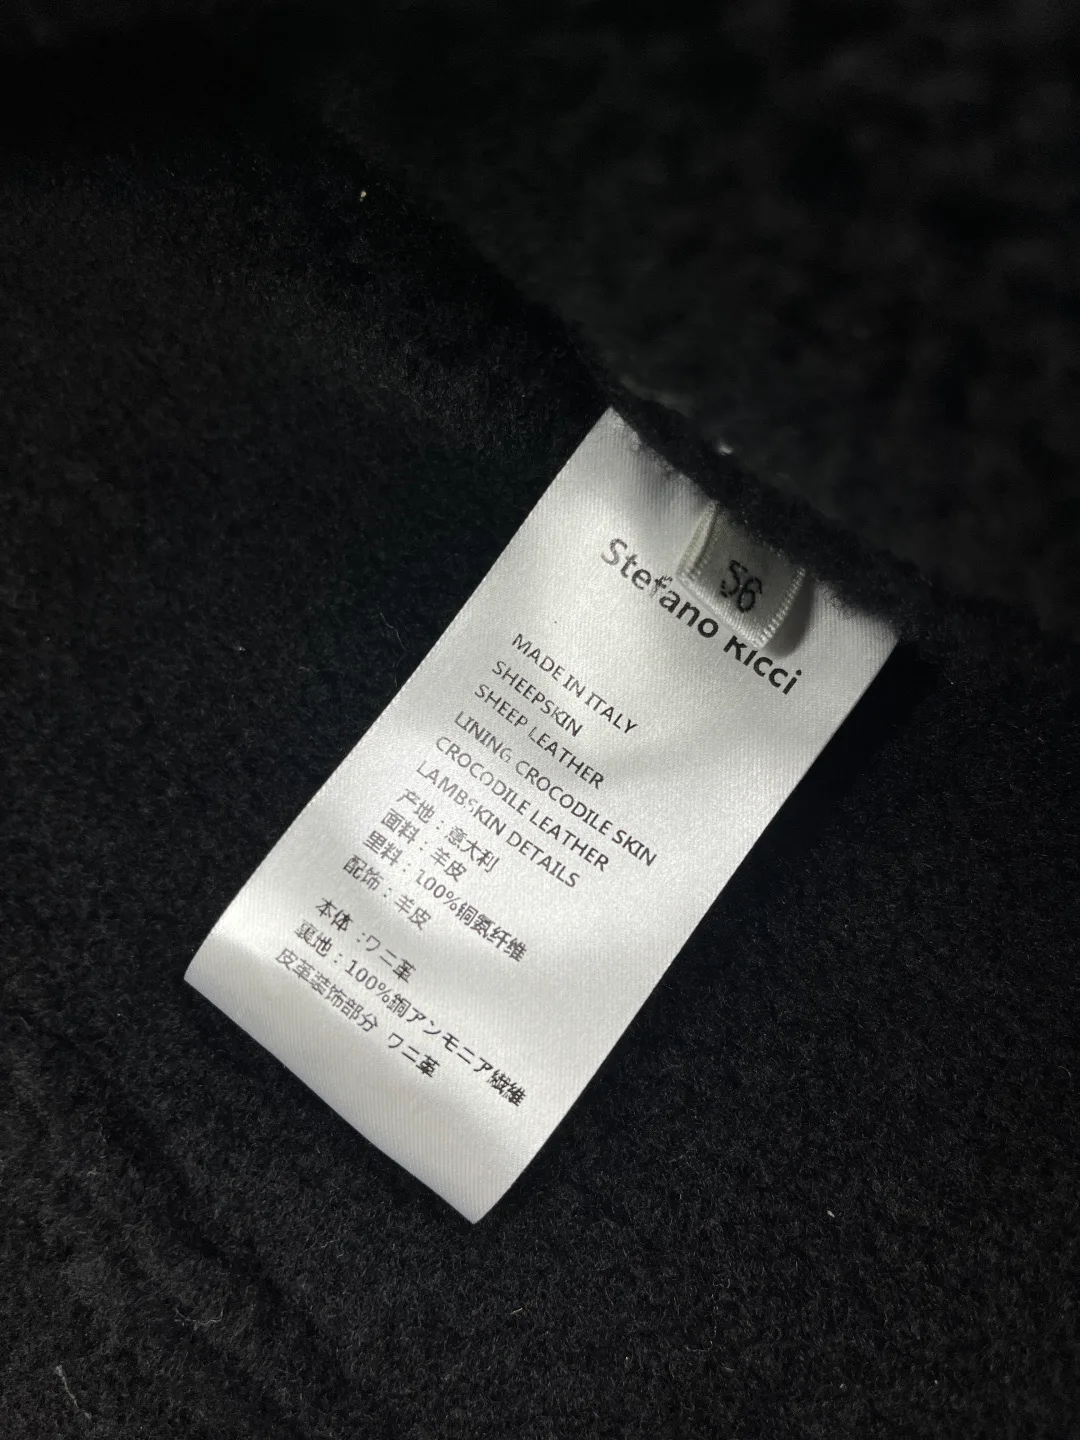 56
Stefano Ricci
MADE IN ITALY
SHEEPSKIN
SHEEP LEATHER
LINING CROCODILE SKIN
CROCODILE LEATHER
LAMBSKIN DETAILS
产地：意大利
面料：羊皮
里料：100%铜氨纤维
配饰：羊皮
本体 :ワニ革
裏地：100%銅アンモニア繊維
皮革装饰部分 ワニ革